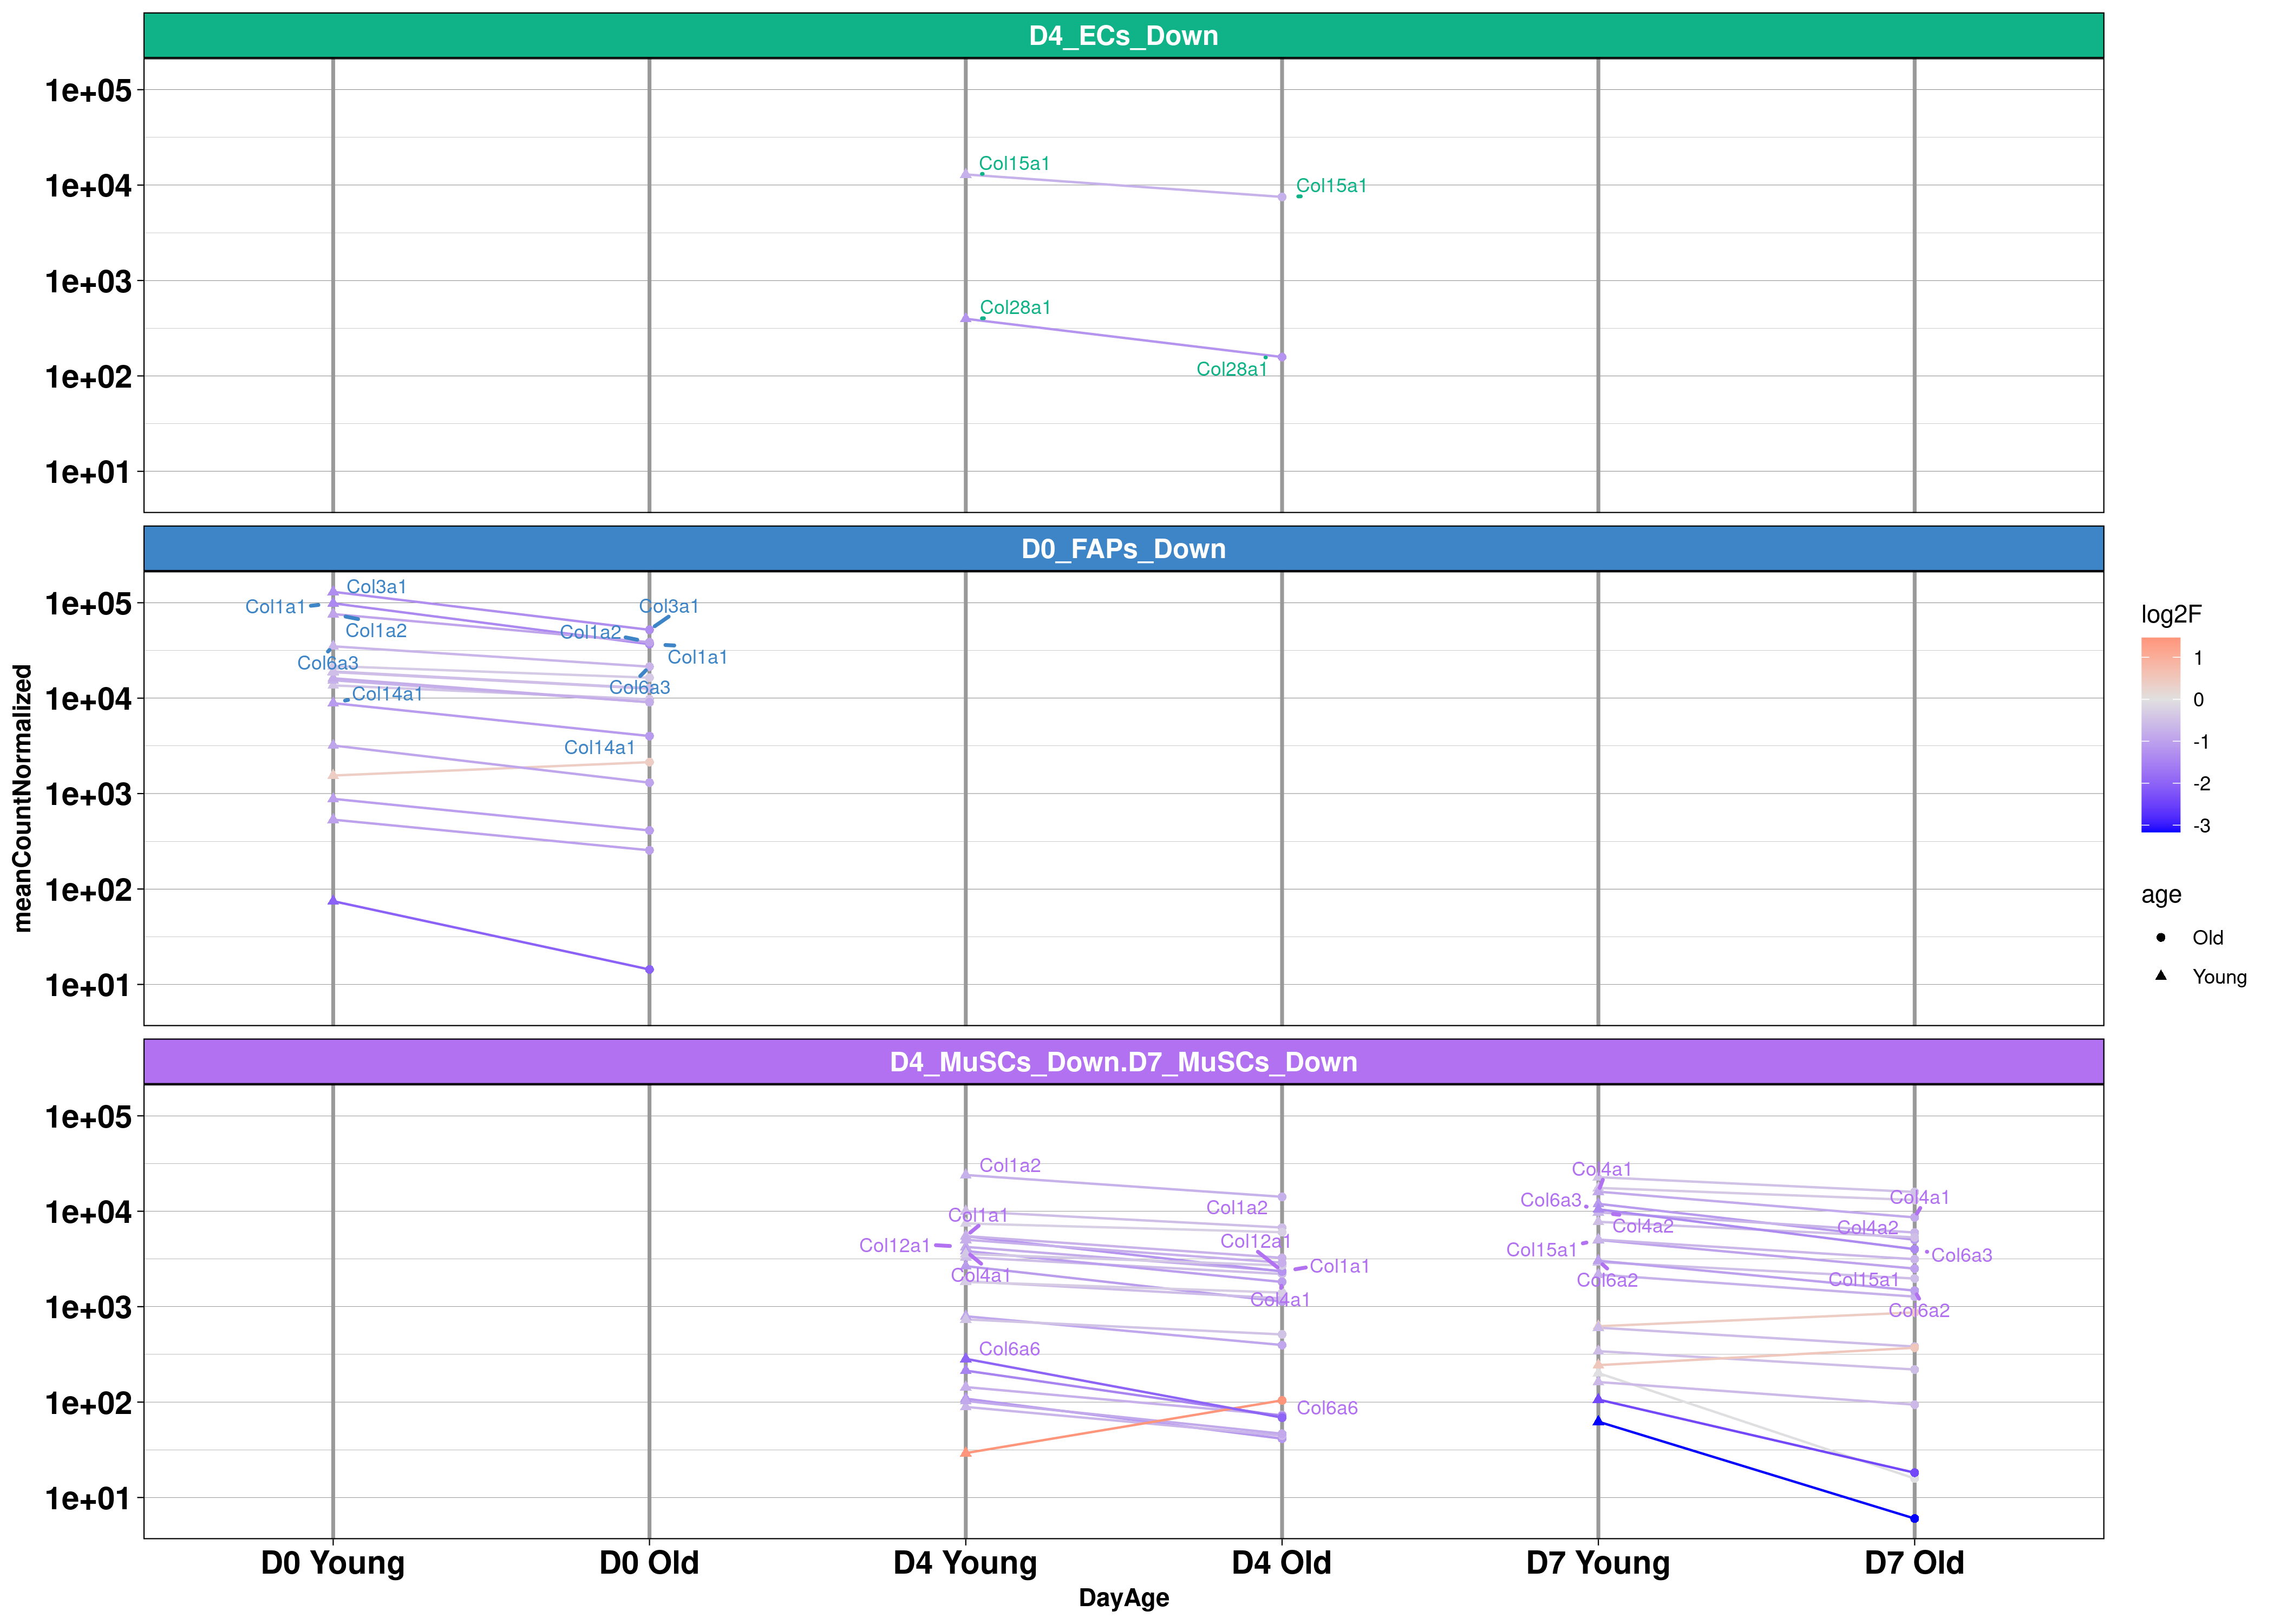 D4_ECs_Down
1e+05
1e+04
1e+03
1e+02
1e+01
Col15a1
Col15a1
Col28a1
Col28a1
D0_FAPs_Down
1e+05
1e+04
1e+03
1e+02
1e+01
Col3a1
Col1a1
Col1a2
Col6a3
Col14a1
Col3a1
Col1a2
Col1a1
Col6a3
Col14a1
meanCountNormalized
D4_MuSCs_Down.D7_MuSCs_Down
1e+05
1e+04
1e+03
1e+02
1e+01
Col1a2
Col1a1
Col12a1
Col4a1
Col6a6
Col1a2
Col12a1
Col1a1
Col4a1
Col6a6
Col4a1
Col6a3
Col4a2
Col15a1
Col6a2
Col4a1
Col4a2
Col6a3
Col15a1
Col6a2
D0 Young
D0 Old
D4 Young
D4 Old
D7 Young
D7 Old
DayAge
log2F
1
0
-1
-2
-3
age
Old
Young